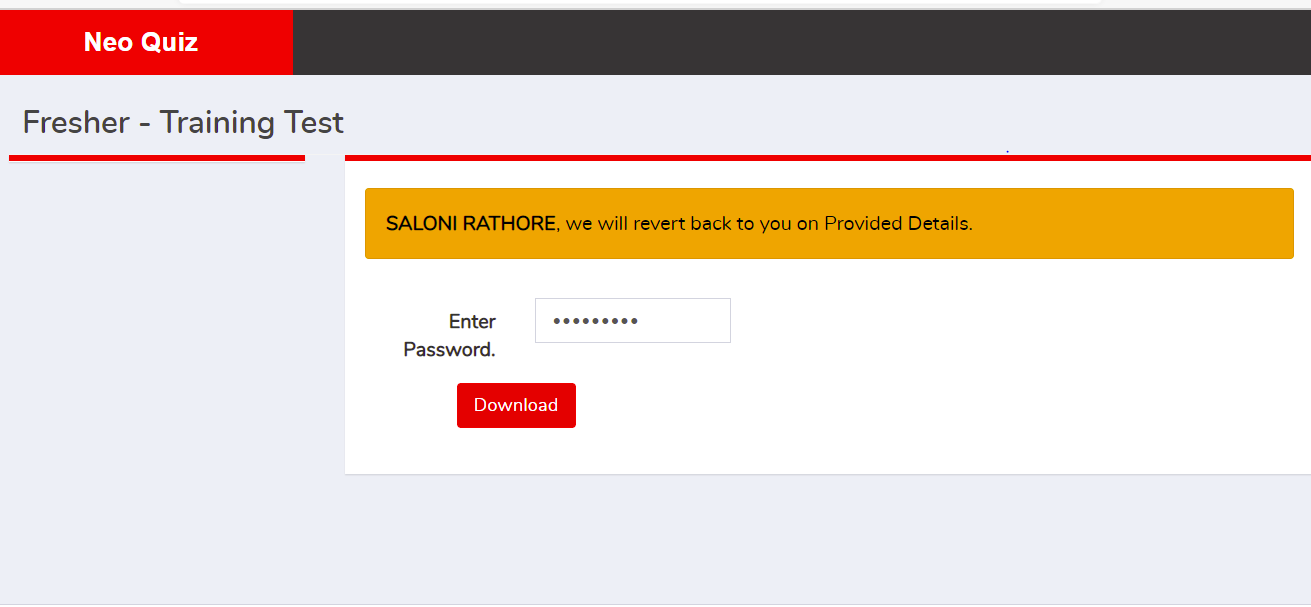 Neo Quiz
Fresher - Training Test
SALONI RATHORE, we will revert back to you on Provided Details.
Enter
Password.
•••••••••
Download